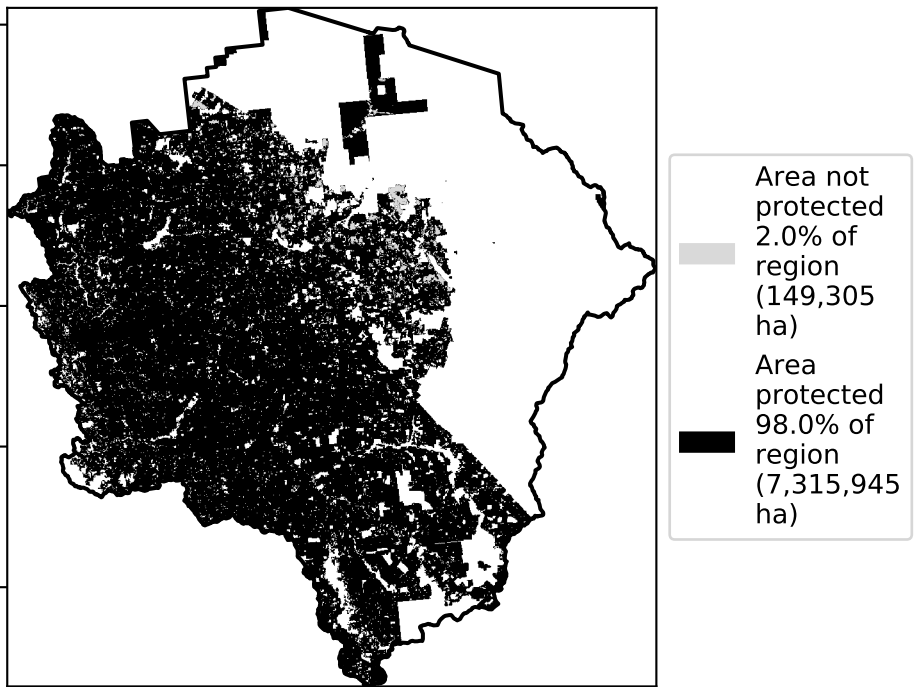 Area not
protected
2.0% of
region
(149,305
ha)
Area
protected
98.0% of
region
(7,315,945
ha)